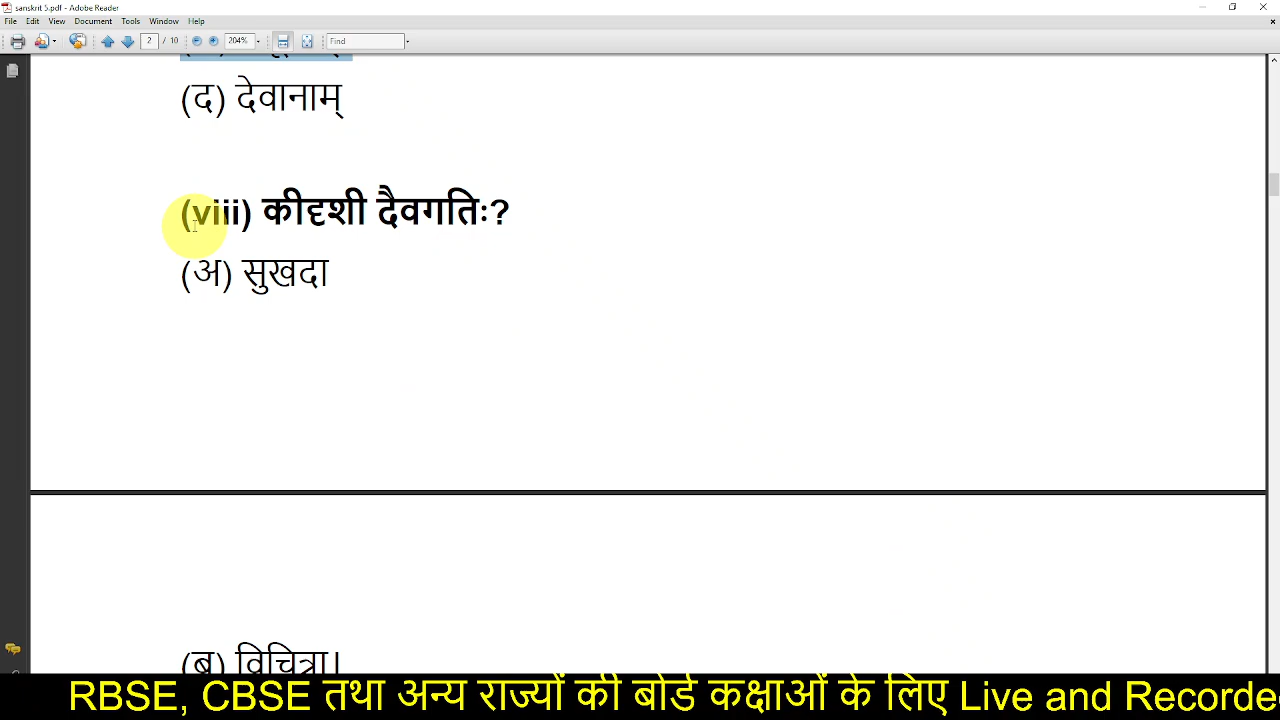 sanskrit 5.pdf - Adobe Reader
File Edit View Document Tools Window Help
2 / 10 204% Find
(द) देवानाम्
(viii) कीदृशी दैवगतिः?
(अ) सुखदा
(ब) विचित्रा।
RBSE, CBSE तथा अन्य राज्यों की बोर्ड कक्षाओं के लिए Live and Recorde